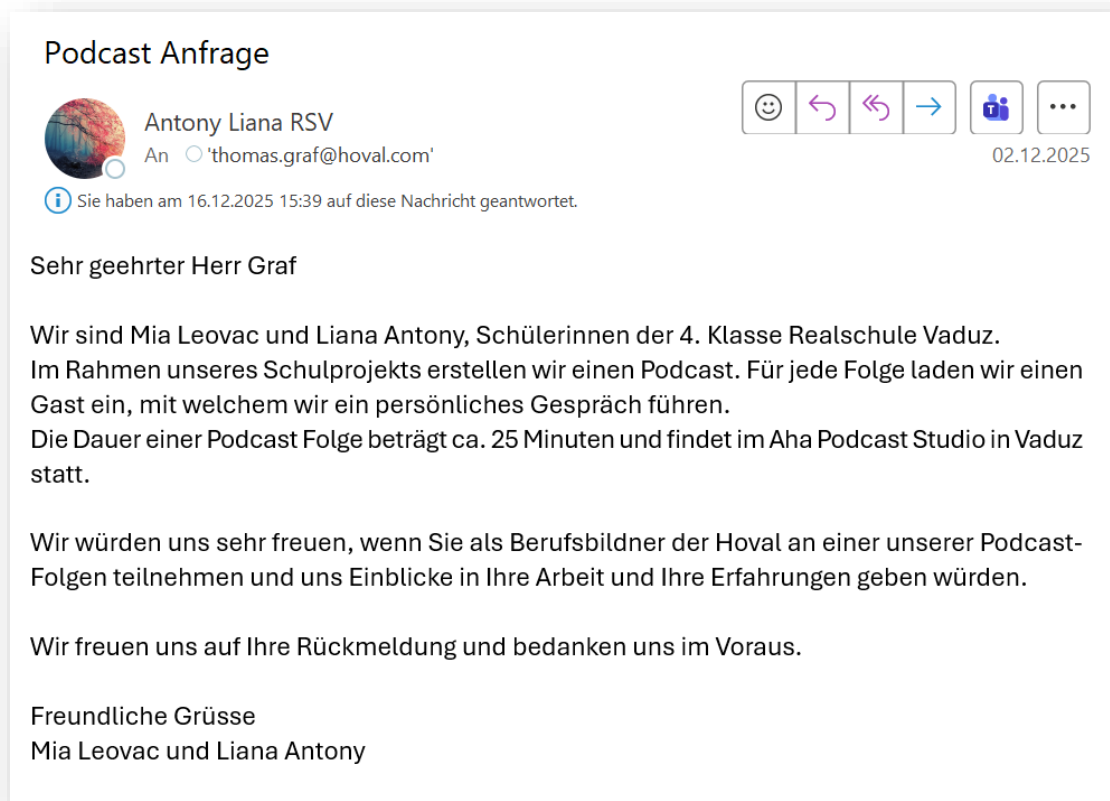 Podcast Anfrage
Antony Liana RSV
An 'thomas.graf@hoval.com'
02.12.2025
Sie haben am 16.12.2025 15:39 auf diese Nachricht geantwortet.
Sehr geehrter Herr Graf
Wir sind Mia Leovac und Liana Antony, Schülerinnen der 4. Klasse Realschule Vaduz.
Im Rahmen unseres Schulprojekts erstellen wir einen Podcast. Für jede Folge laden wir einen
Gast ein, mit welchem wir ein persönliches Gespräch führen.
Die Dauer einer Podcast Folge beträgt ca. 25 Minuten und findet im Aha Podcast Studio in Vaduz
statt.
Wir würden uns sehr freuen, wenn Sie als Berufsbildner der Hoval an einer unserer Podcast-
Folgen teilnehmen und uns Einblicke in Ihre Arbeit und Ihre Erfahrungen geben würden.
Wir freuen uns auf Ihre Rückmeldung und bedanken uns im Voraus.
Freundliche Grüsse
Mia Leovac und Liana Antony